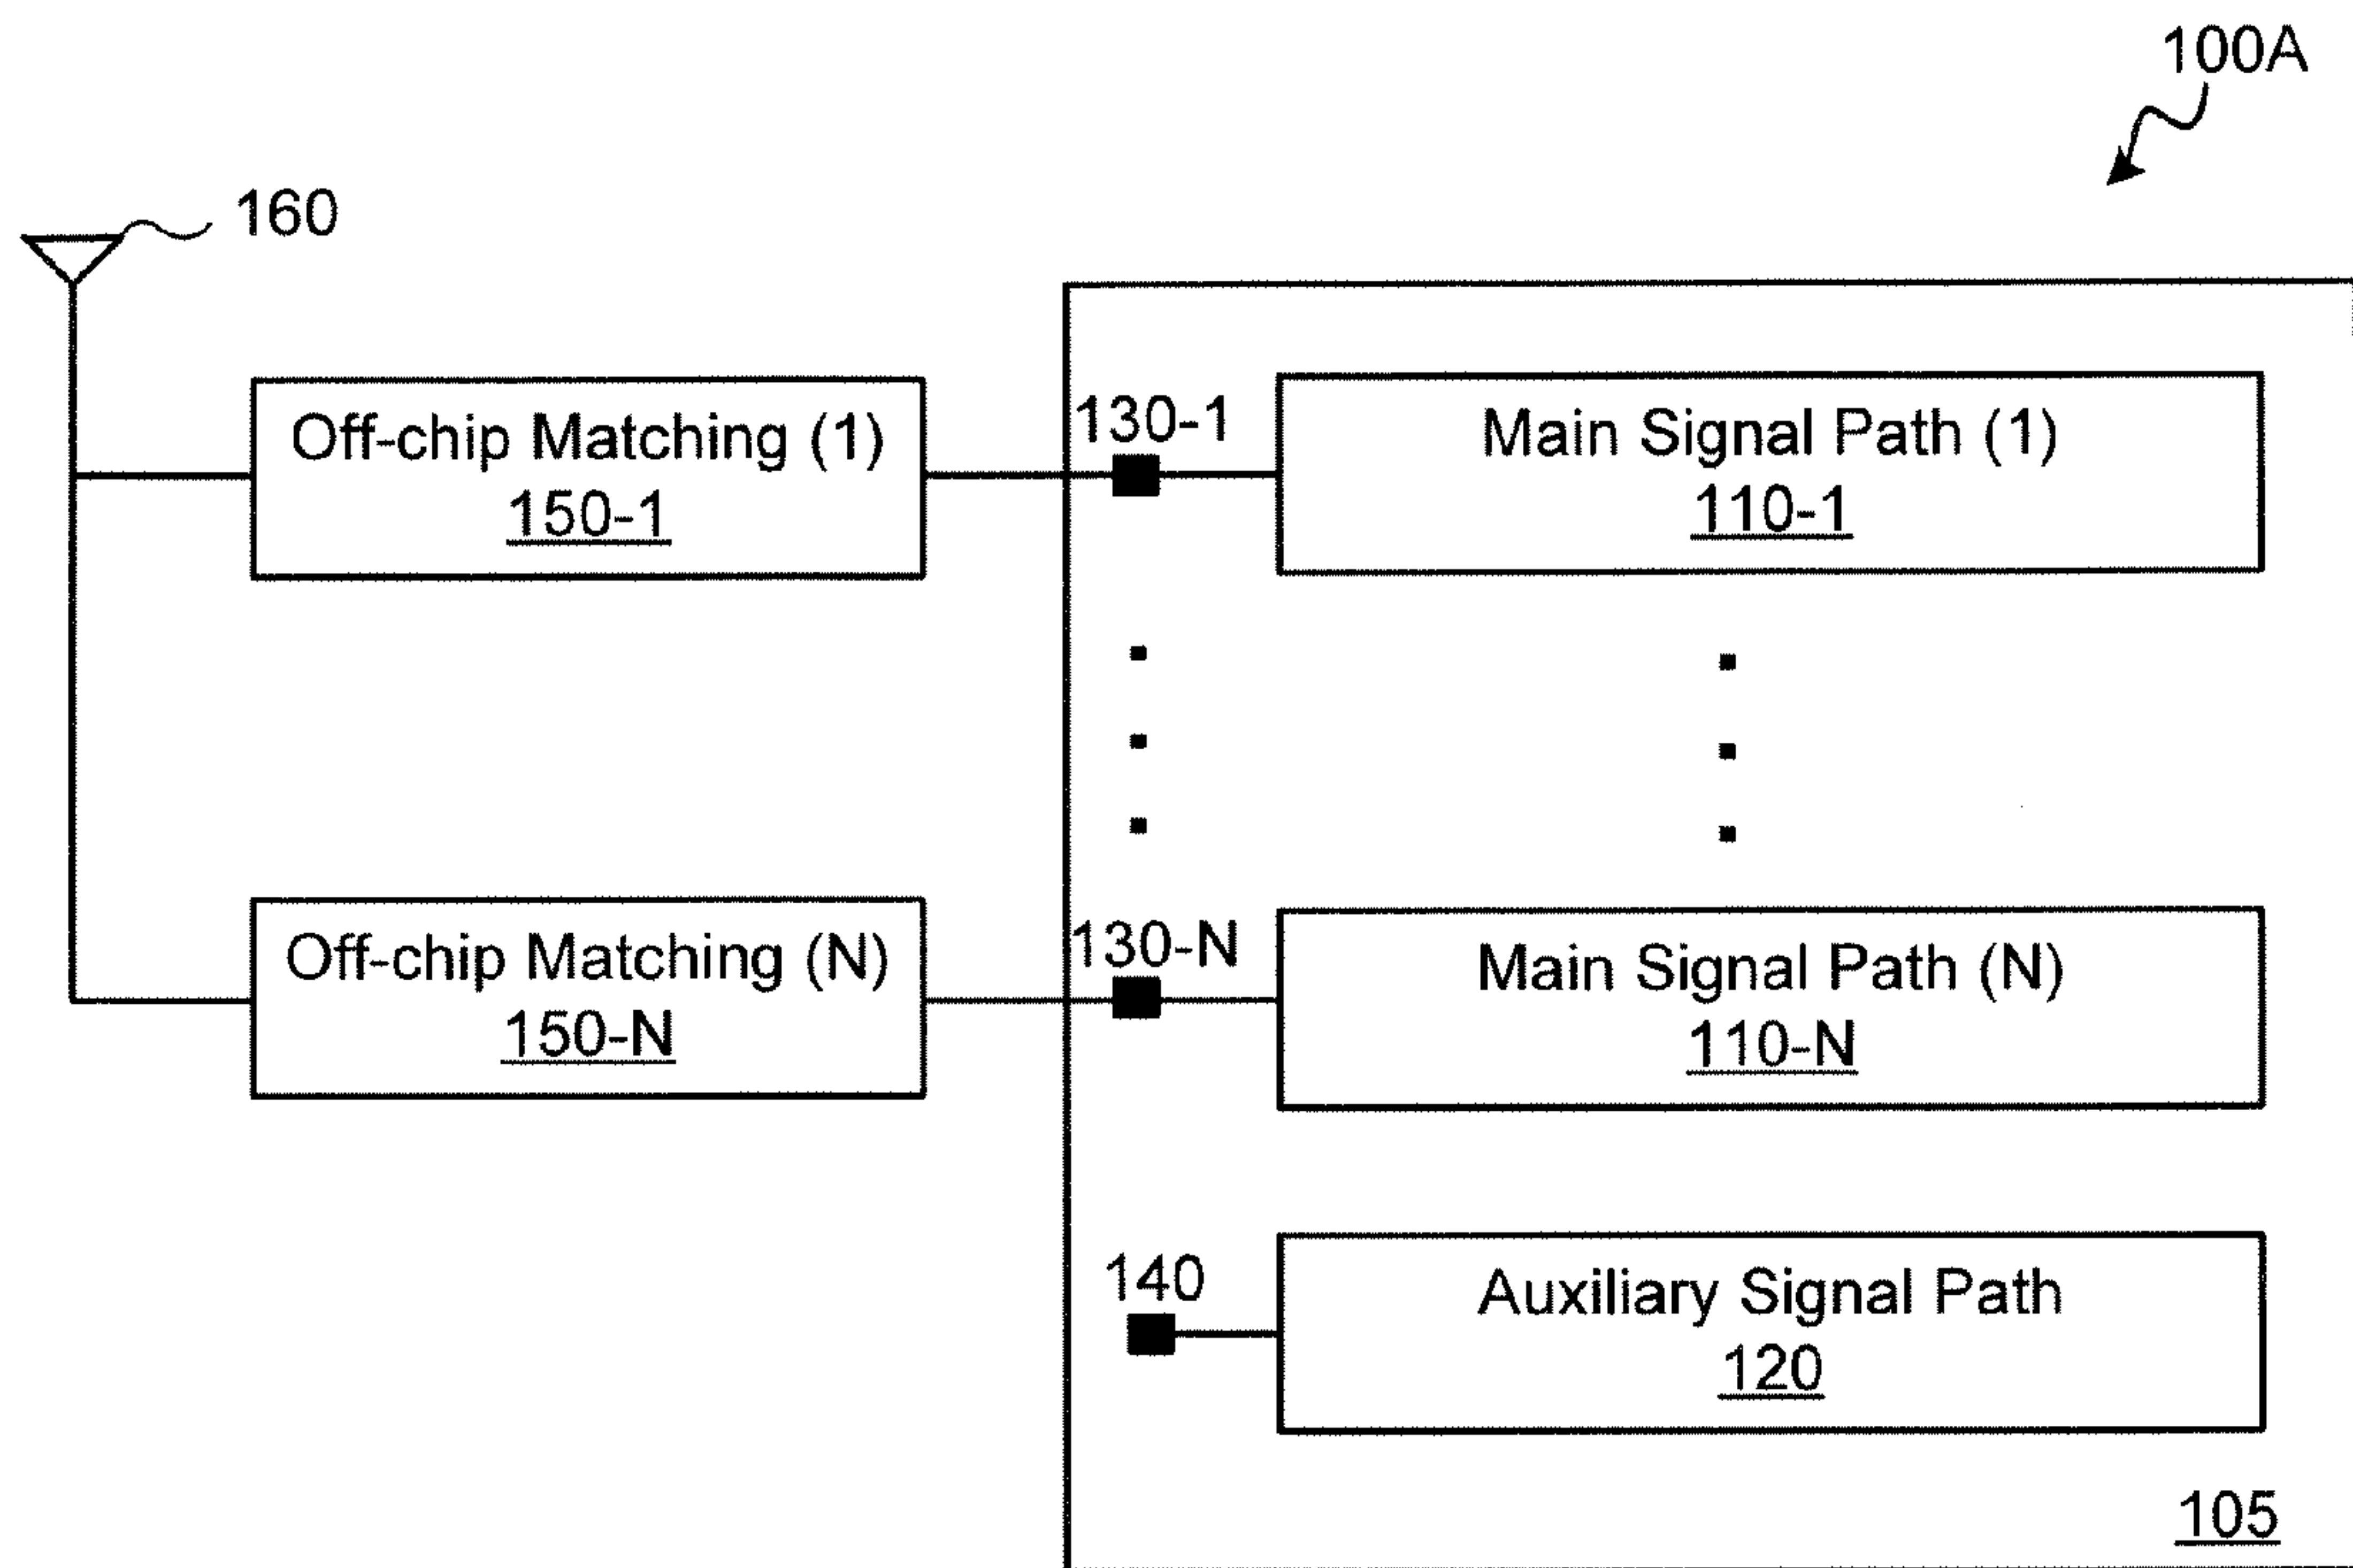 100A
160
Off-chip Matching (1)
150-1
130-1
Main Signal Path (1)
110-1
Off-chip Matching (N)
150-N
130-N
Main Signal Path (N)
110-N
140
Auxiliary Signal Path
120
105